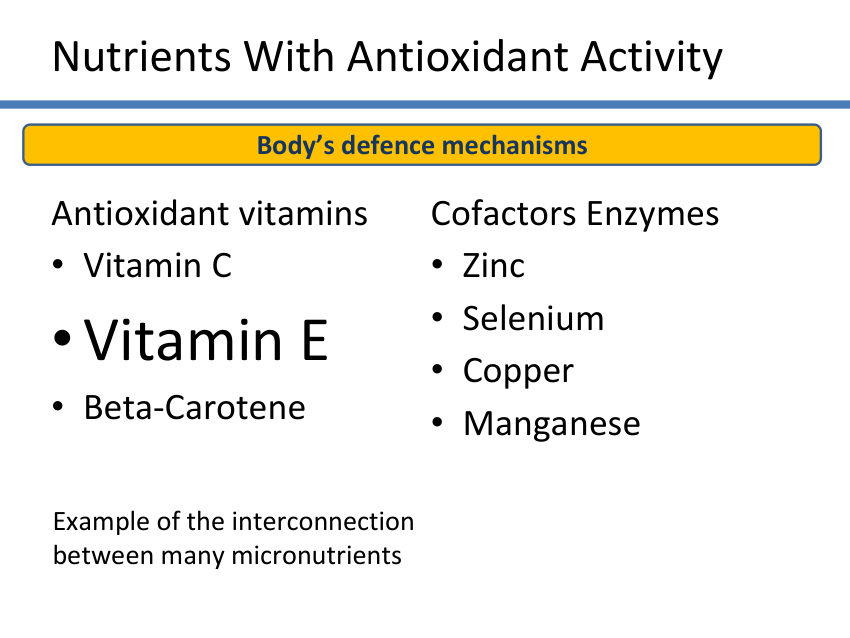 Nutrients With Antioxidant Activity
Body’s defence mechanisms
Antioxidant vitamins
• Vitamin C
• Vitamin E
• Beta-Carotene
Cofactors Enzymes
• Zinc
• Selenium
• Copper
• Manganese
Example of the interconnection
between many micronutrients